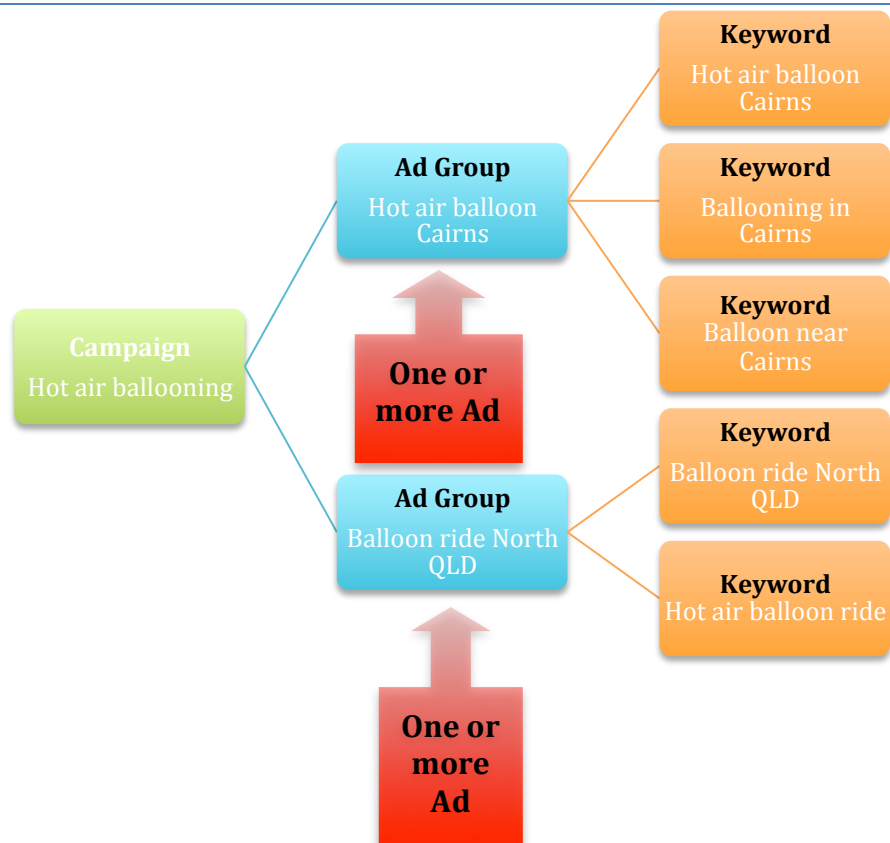 Campaign
Hot air ballooning
Ad Group
Hot air balloon
Cairns
One or
more Ad
Ad Group
Balloon ride North
QLD
One or
more
Ad
Keyword
Hot air balloon
Cairns
Keyword
Ballooning in
Cairns
Keyword
Balloon near
Cairns
Keyword
Balloon ride North
QLD
Keyword
Hot air balloon ride